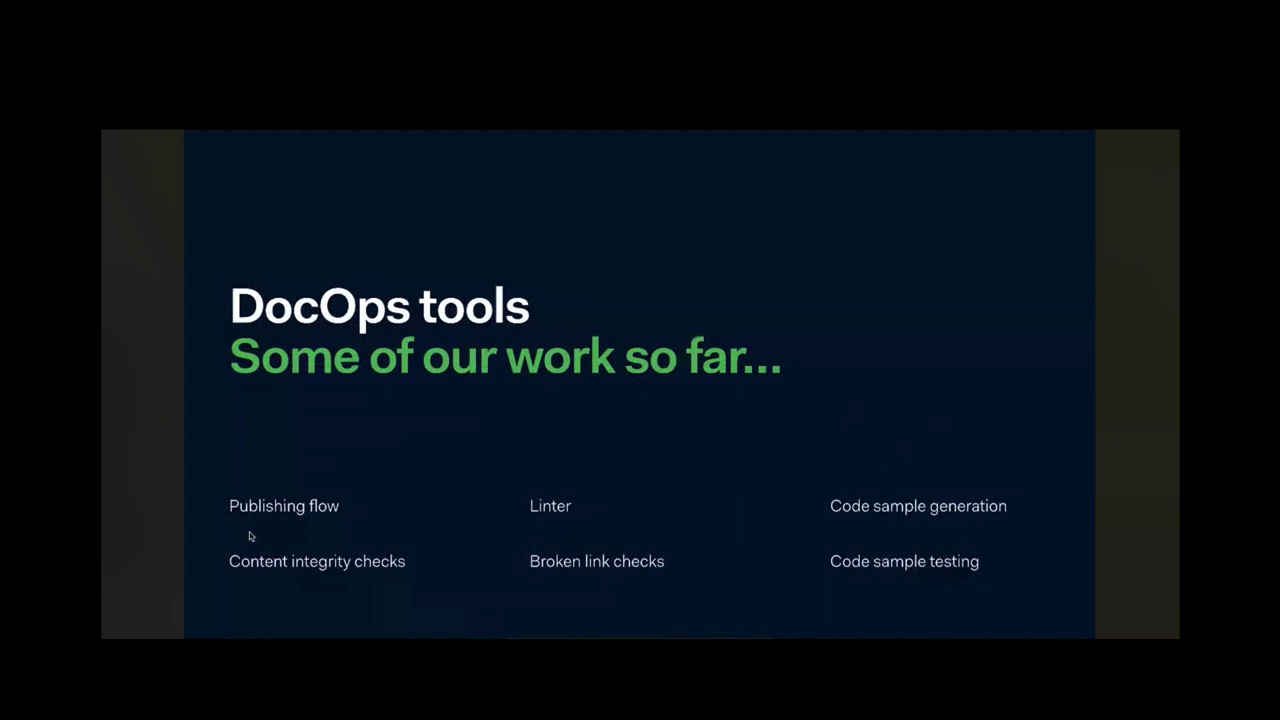 DocOps tools
Some of our work so far...
Publishing flow
Linter
Code sample generation
Content integrity checks
Broken link checks
Code sample testing